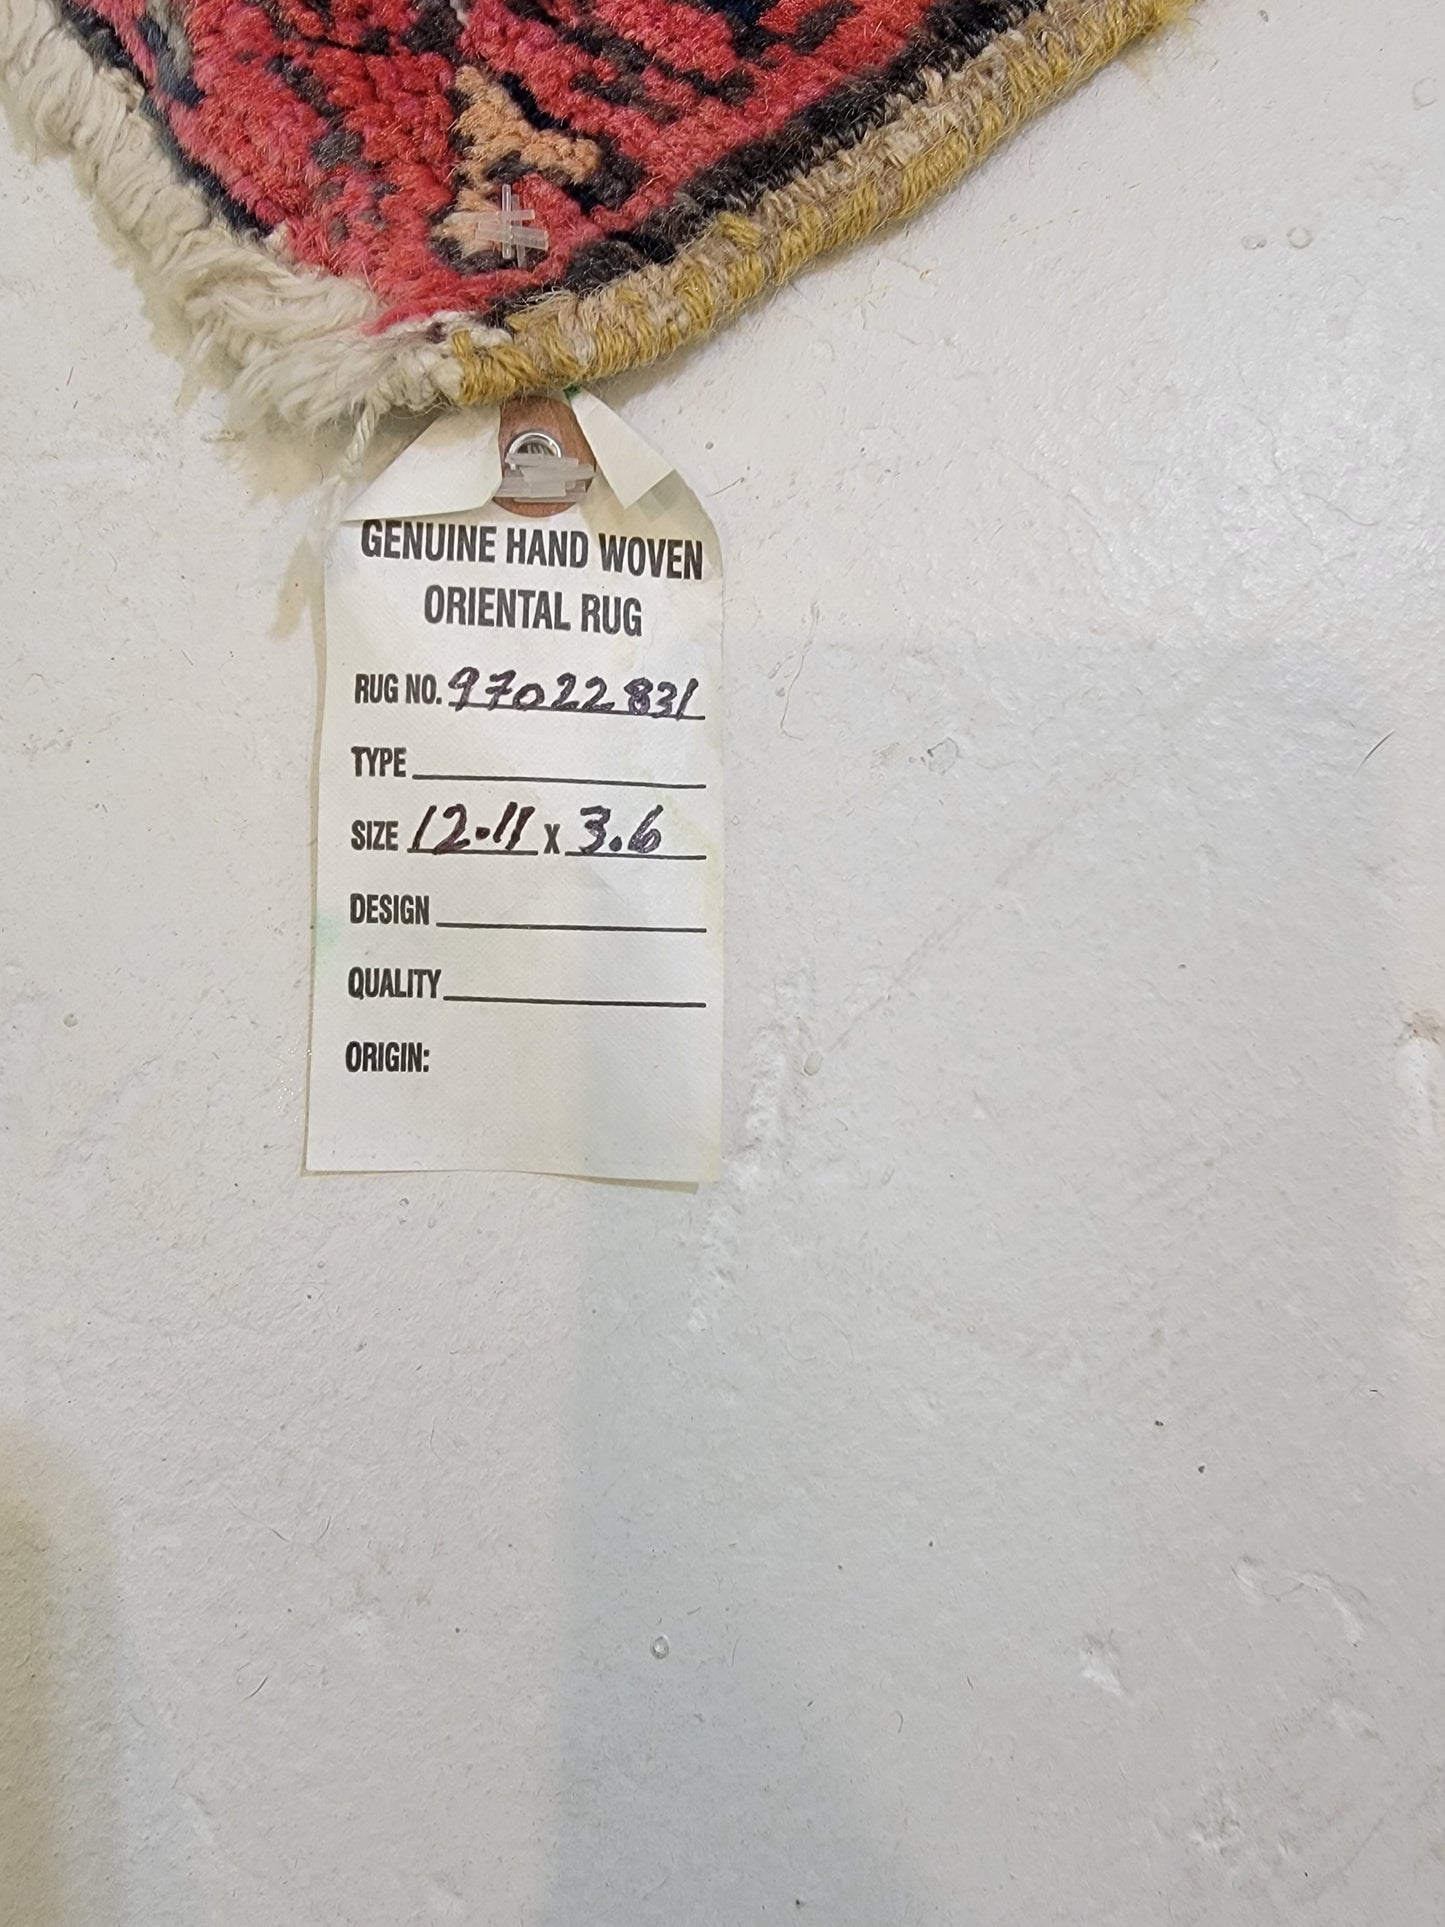 GENUINE HAND WOVEN
ORIENTAL RUG
RUG NO. 97022831
TYPE
SIZE 12.11 X 3.6
DESIGN
QUALITY
ORIGIN: